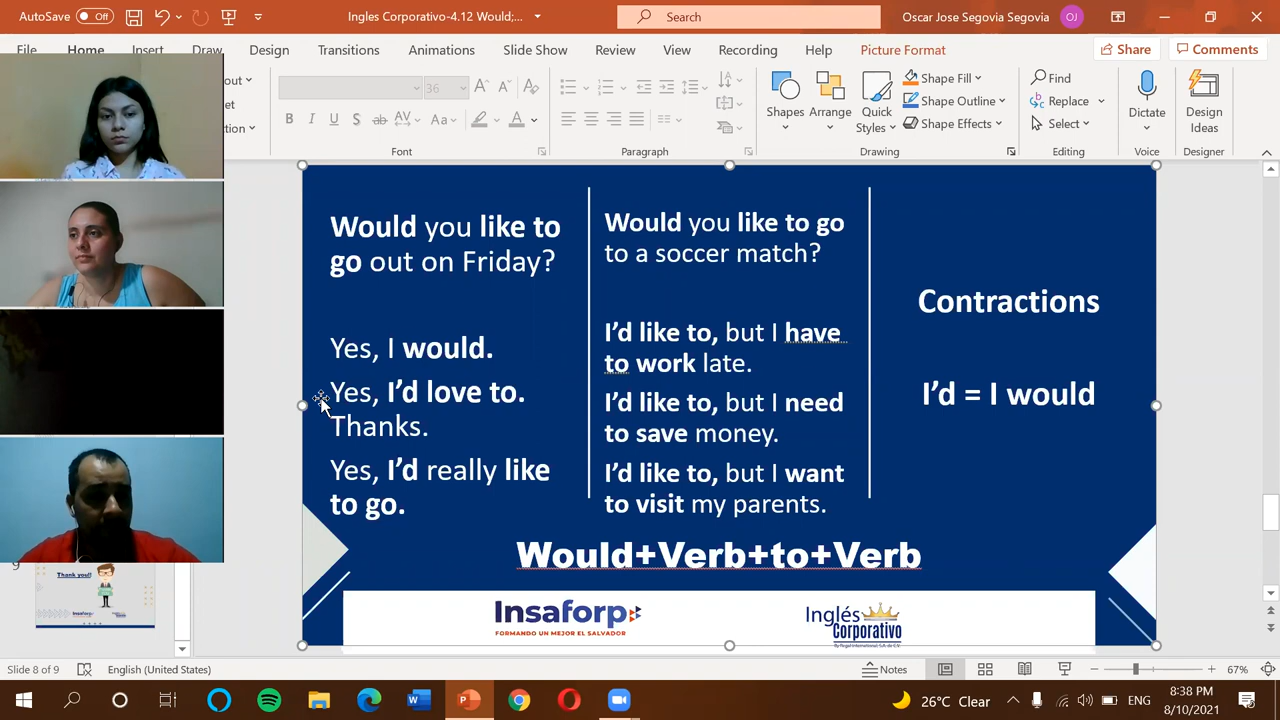 AutoSave Off Ingles Corporativo-4.12 Would;... Search Oscar Jose Segovia Segovia OJ
File Home Insert Draw Design Transitions Animations Slide Show Review View Recording Help Picture Format Share Comments
Shapes Arrange Quick Styles Shape Fill Shape Outline Shape Effects Find Replace Select Dictate Design Ideas
Font Paragraph Drawing Editing Voice Designer
Would you like to
go out on Friday?
Yes, I would.
Yes, I'd love to.
Thanks.
Yes, I'd really like
to go.
Would you like to go
to a soccer match?
I'd like to, but I have
to work late.
I'd like to, but I need
to save money.
I'd like to, but I want
to visit my parents.
Contractions
I'd = I would
Would+Verb+to+Verb
Insaforp
FORMANDO UN MEJOR EL SALVADOR
Inglés
Corporativo
9
Thank you!
Slide 8 of 9 English (United States) Notes 67%
26°C Clear ENG 8:38 PM
8/10/2021